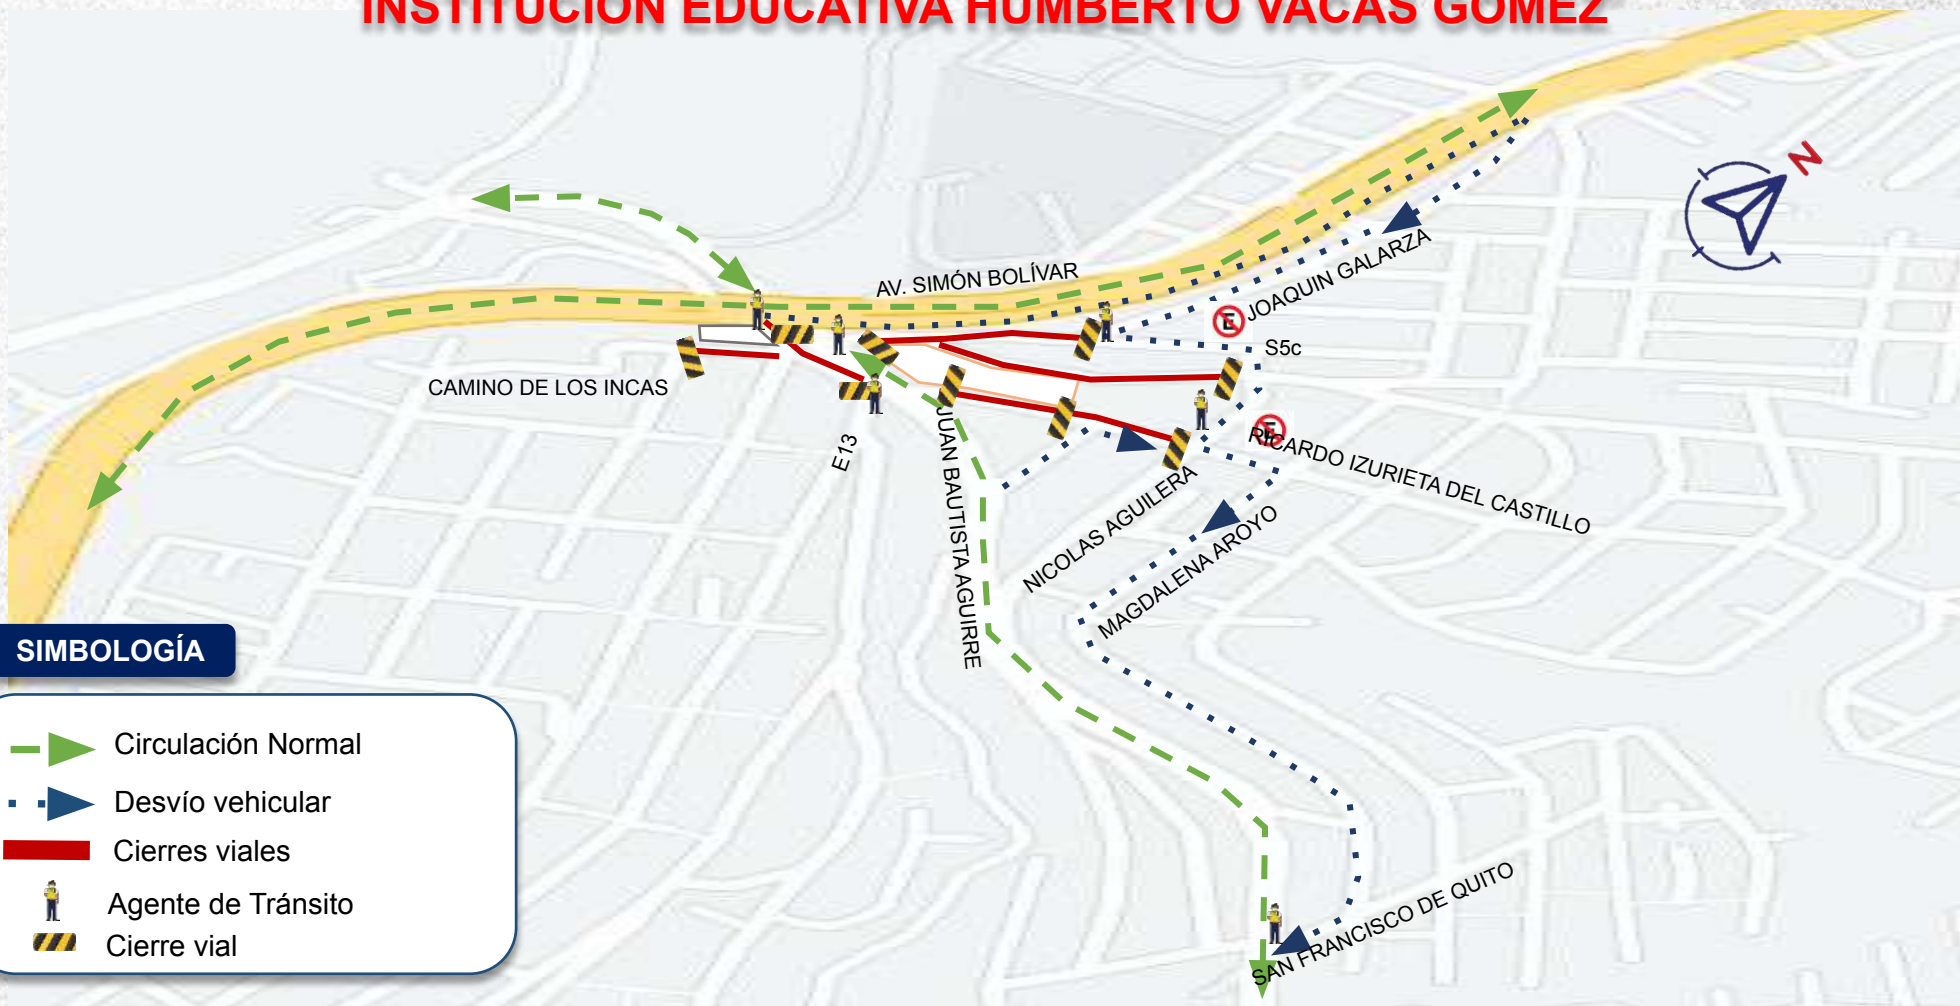 INSTITUCIÓN EDUCATIVA HUMBERTO VACAS GÓMEZ
N
AV. SIMÓN BOLÍVAR
JOAQUIN GALARZA
E
S5c
CAMINO DE LOS INCAS
E
RICARDO IZURIETA DEL CASTILLO
E13
JUAN BAUTISTA AGUIRRE
NICOLAS AGUILERA
MAGDALENA AROYO
SIMBOLOGÍA
Circulación Normal
Desvío vehicular
Cierres viales
Agente de Tránsito
Cierre vial
SAN FRANCISCO DE QUITO